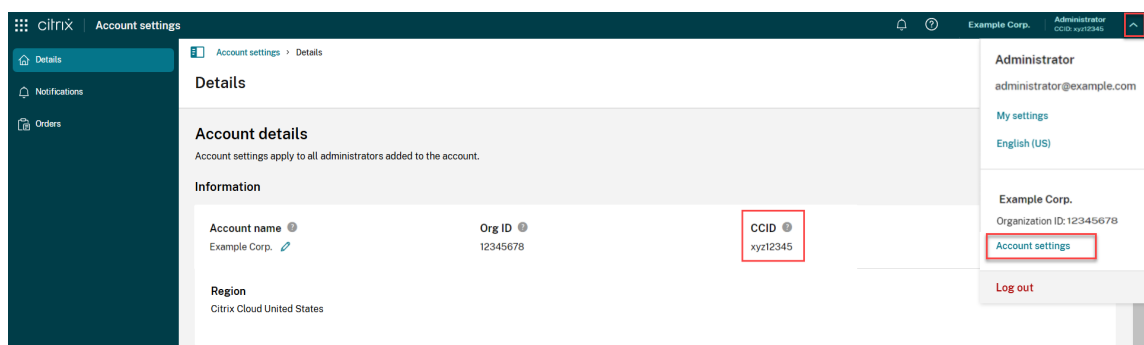 citrix Account settings
Example Corp.
Administrator
CCID: xyz12345
Details
Notifications
Orders
Account settings > Details
Details
Account details
Account settings apply to all administrators added to the account.
Information
Account name
Example Corp.
Org ID
12345678
CCID
xyz12345
Region
Citrix Cloud United States
Administrator
administrator@example.com
My settings
English (US)
Example Corp.
Organization ID:12345678
Account settings
Log out